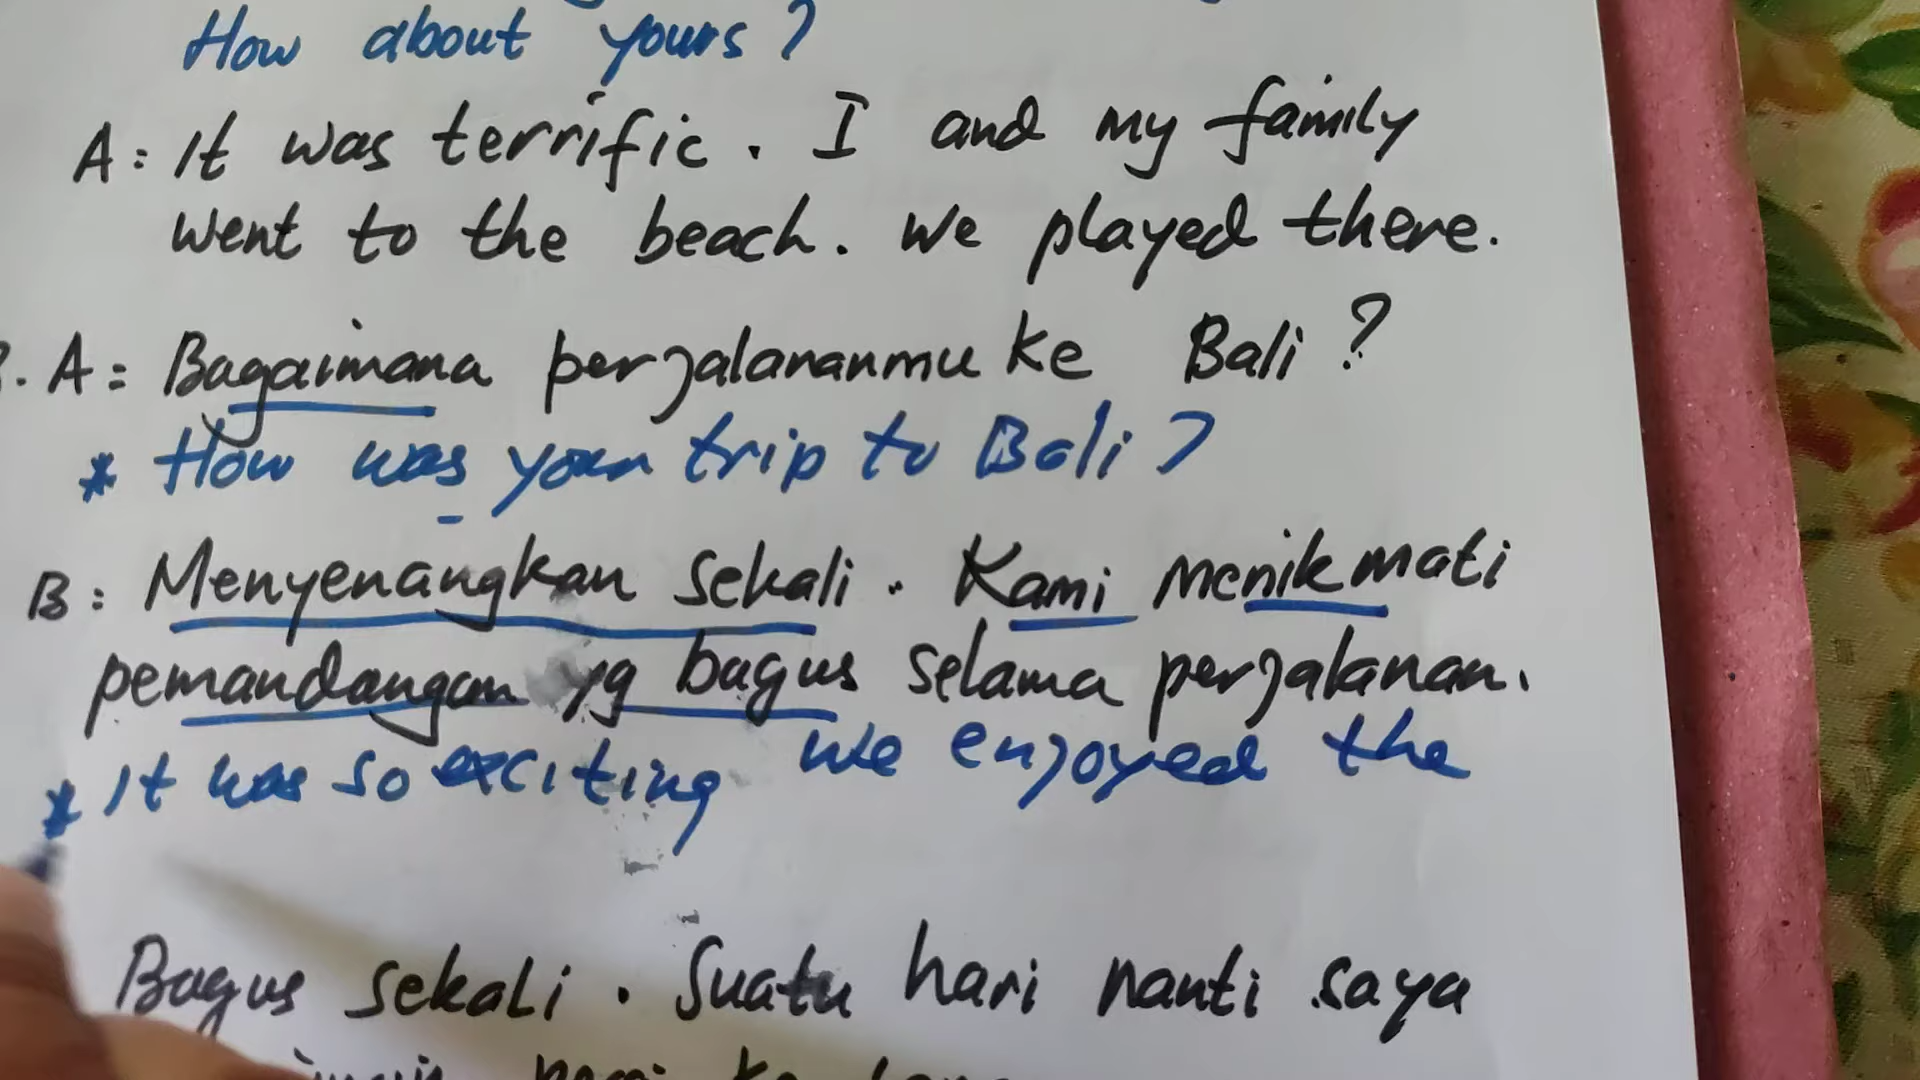 How about yours?
A: It was terrific. I and my family
went to the beach. We played there.
. A: Bagaimana perjalananmu ke Bali?
* How was your trip to Bali?
B: Menyenangkan sekali. Kami menikmati
pemandangan yg bagus selama perjalanan.
* It was so exciting We enjoyed the
Bagus sekali. Suatu hari nanti saya